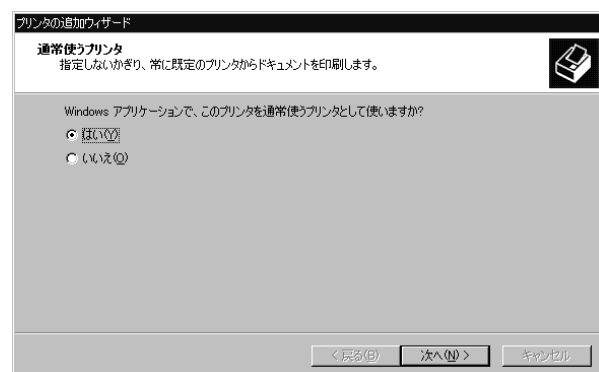 プリンタの追加ウィザード
通常使うプリンタ
指定しないかぎり、常に既定のプリンタからドキュメントを印刷します。
Windows アプリケーションで、このプリンタを通常使うプリンタとして使いますか?
はい(Y)
いいえ(O)
< 戻る(B)
次へ(N) >
キャンセル